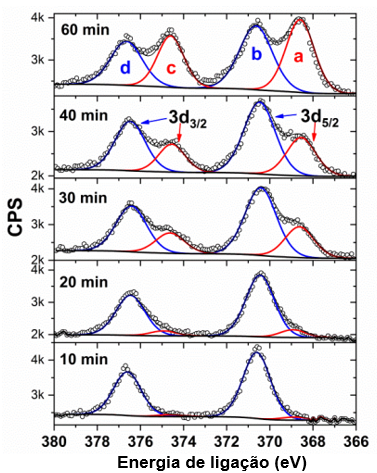 60 min
4k
3k
d
c
b
a
40 min
3d3/2
3d5/2
3k
2k
30 min
4k
3k
2k
CPS
20 min
4k
3k
2k
10 min
4k
3k
380 378 376 374 372 370 368 366
Energia de ligação (eV)